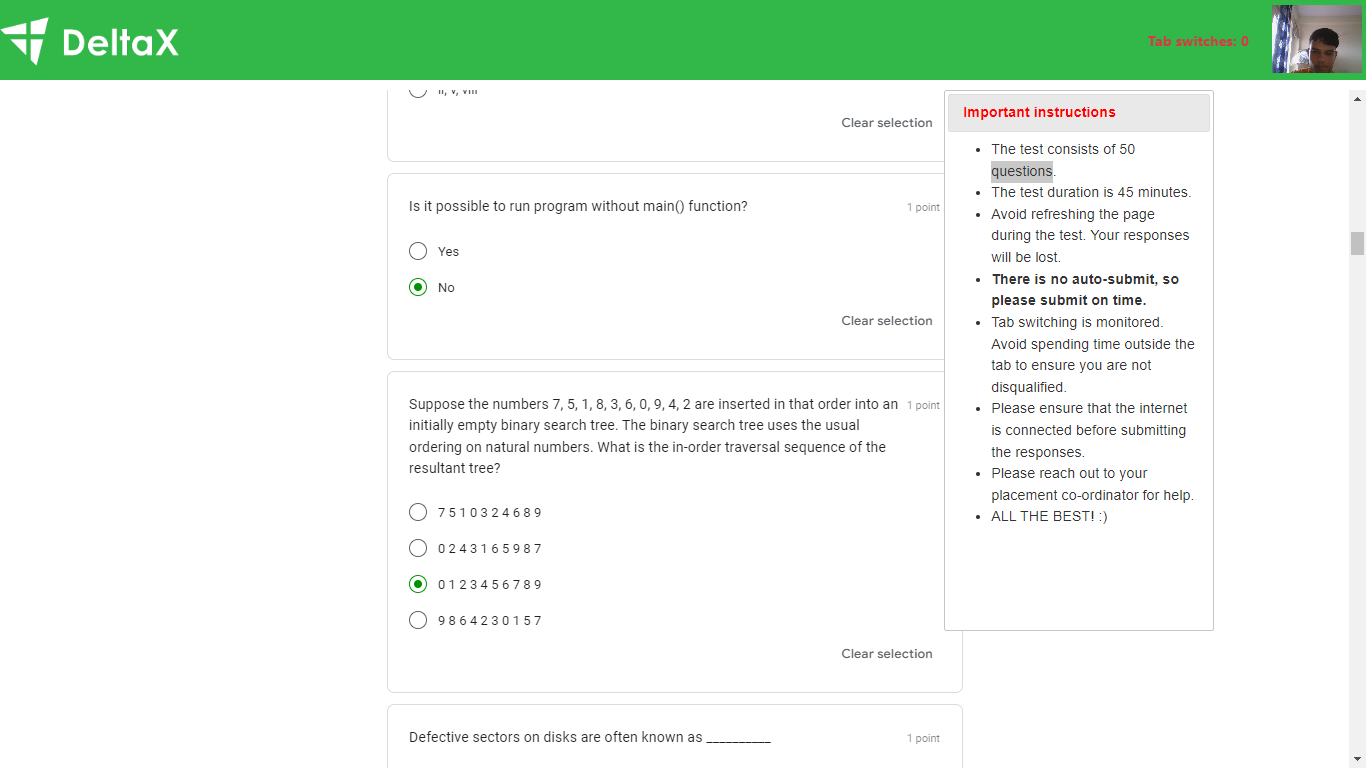 DeltaX
Tab switches: 0
II, V, VIII
Clear selection
Is it possible to run program without main() function?
1 point
Yes
No
Clear selection
Suppose the numbers 7, 5, 1, 8, 3, 6, 0, 9, 4, 2 are inserted in that order into an
1 point
initially empty binary search tree. The binary search tree uses the usual
ordering on natural numbers. What is the in-order traversal sequence of the
resultant tree?
7 5 1 0 3 2 4 6 8 9
0 2 4 3 1 6 5 9 8 7
0 1 2 3 4 5 6 7 8 9
9 8 6 4 2 3 0 1 5 7
Clear selection
Defective sectors on disks are often known as __________
1 point
Important instructions
The test consists of 50
questions.
The test duration is 45 minutes.
Avoid refreshing the page
during the test. Your responses
will be lost.
There is no auto-submit, so
please submit on time.
Tab switching is monitored.
Avoid spending time outside the
tab to ensure you are not
disqualified.
Please ensure that the internet
is connected before submitting
the responses.
Please reach out to your
placement co-ordinator for help.
ALL THE BEST! :)